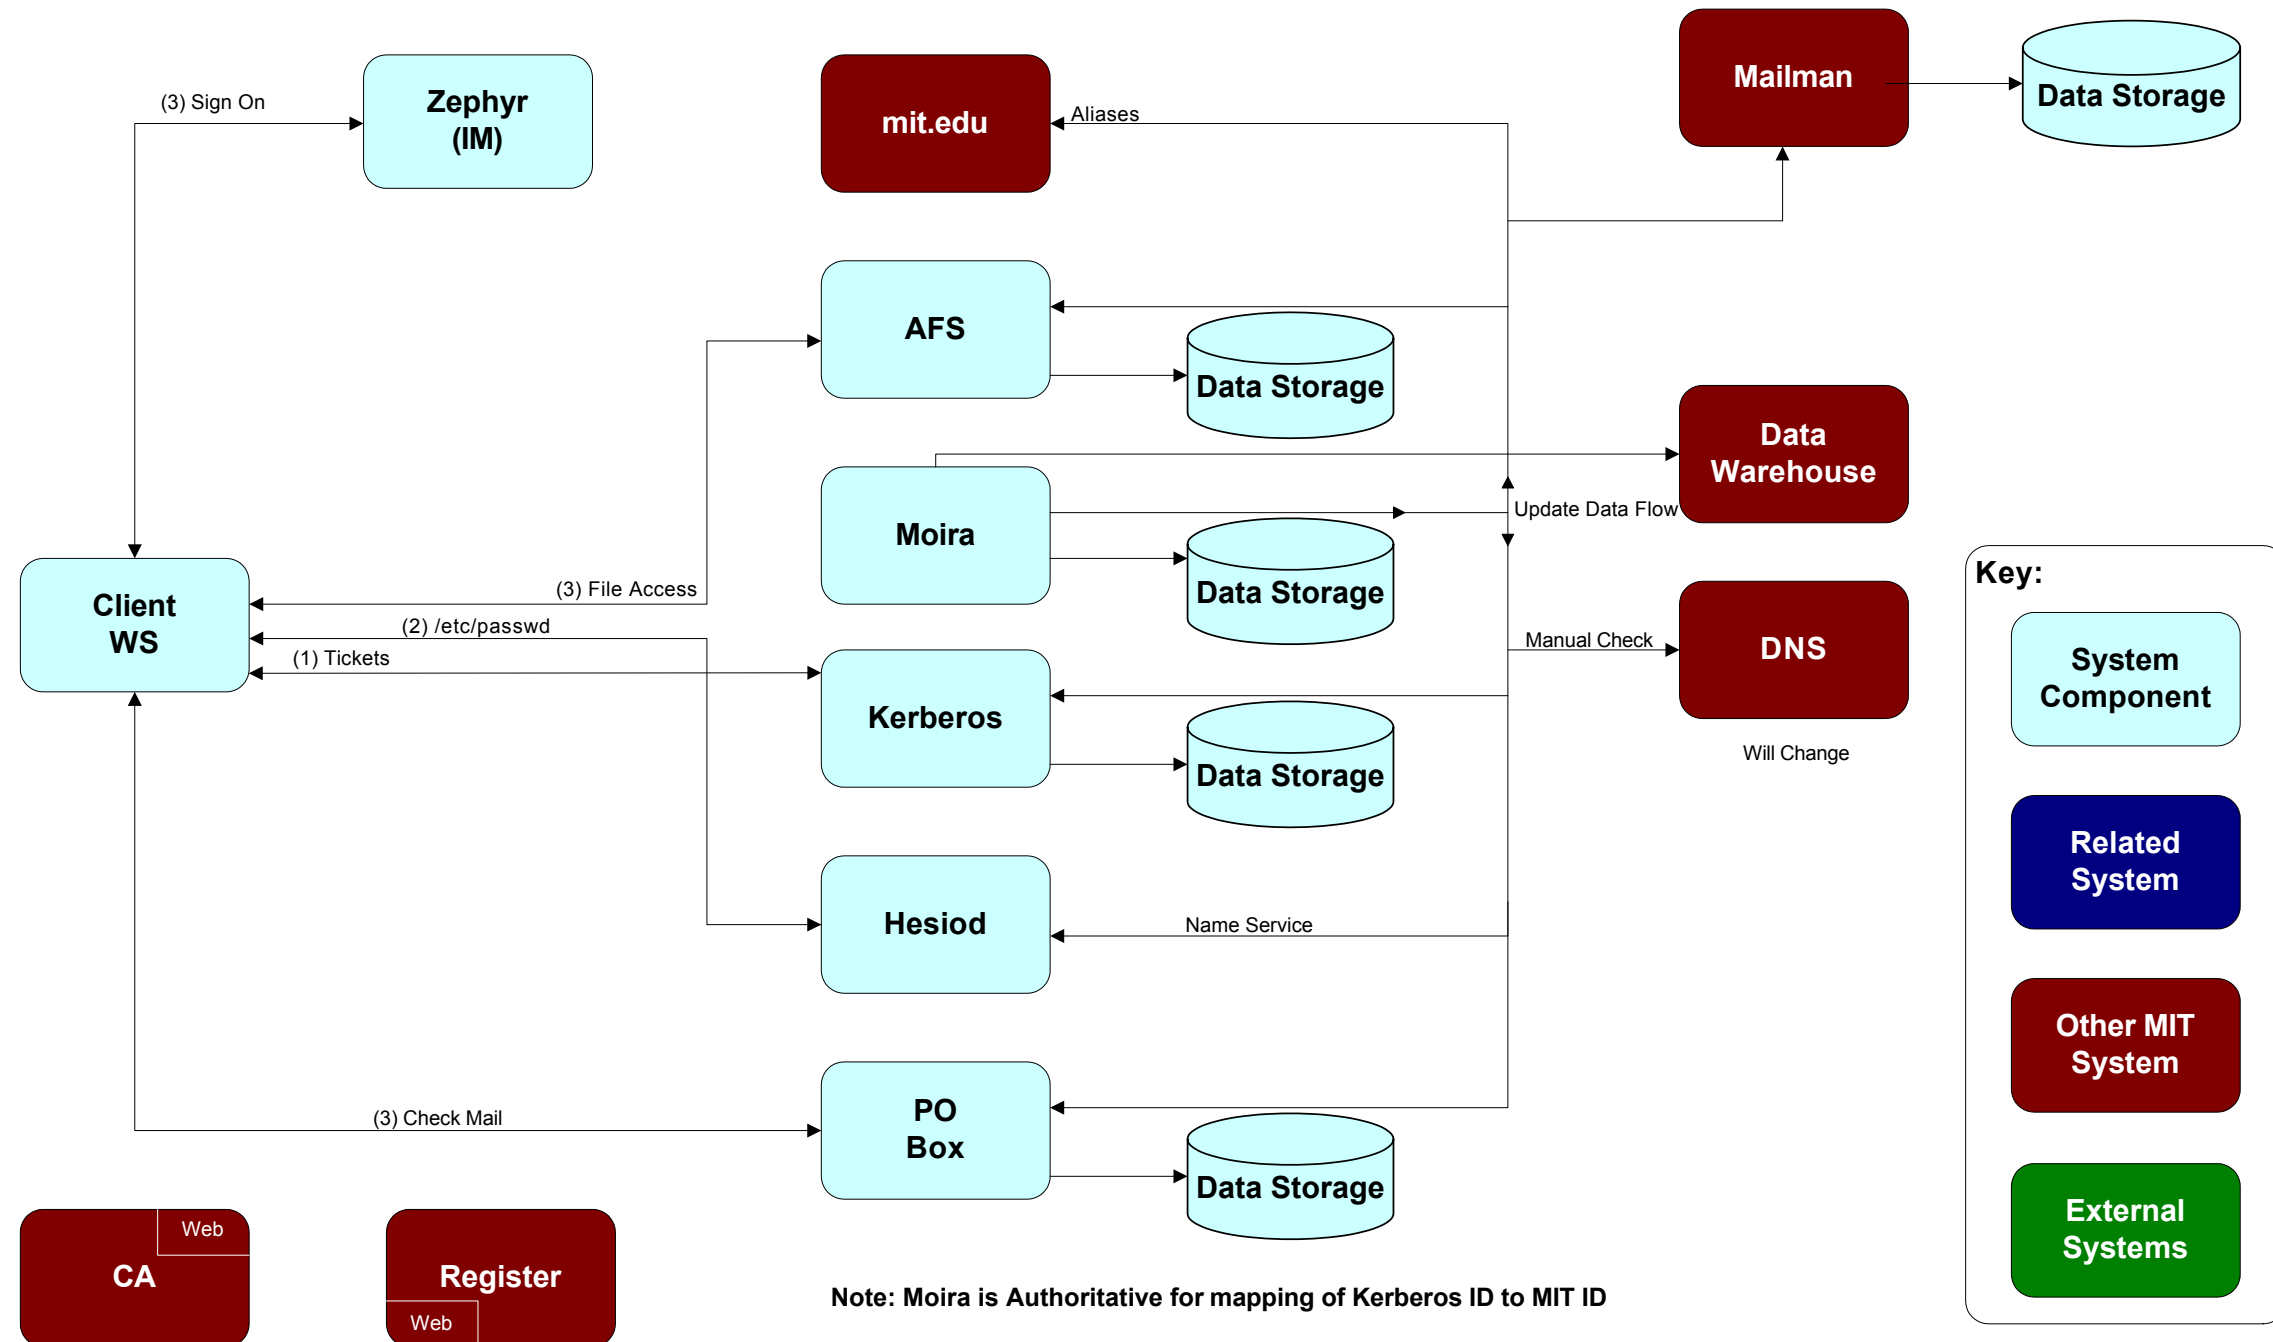 (3) Sign On
Zephyr
(IM)
mit.edu
Aliases
Mailman
Data Storage
AFS
Data Storage
Data
Warehouse
Moira
Update Data Flow
Data Storage
Client
WS
(3) File Access
(2) /etc/passwd
(1) Tickets
Manual Check
DNS
Will Change
Kerberos
Data Storage
Hesiod
Name Service
(3) Check Mail
PO
Box
Data Storage
Web
CA
Register
Web
Note: Moira is Authoritative for mapping of Kerberos ID to MIT ID
Key:
System
Component
Related
System
Other MIT
System
External
Systems